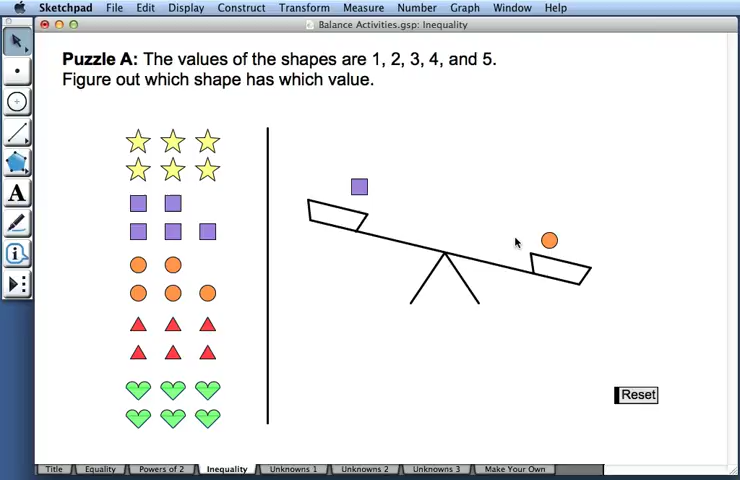 Sketchpad File Edit Display Construct Transform Measure Number Graph Window Help
Balance Activities.gsp: Inequality
Puzzle A: The values of the shapes are 1, 2, 3, 4, and 5.
Figure out which shape has which value.
A
Reset
Title Equality Powers of 2 Inequality Unknowns 1 Unknowns 2 Unknowns 3 Make Your Own